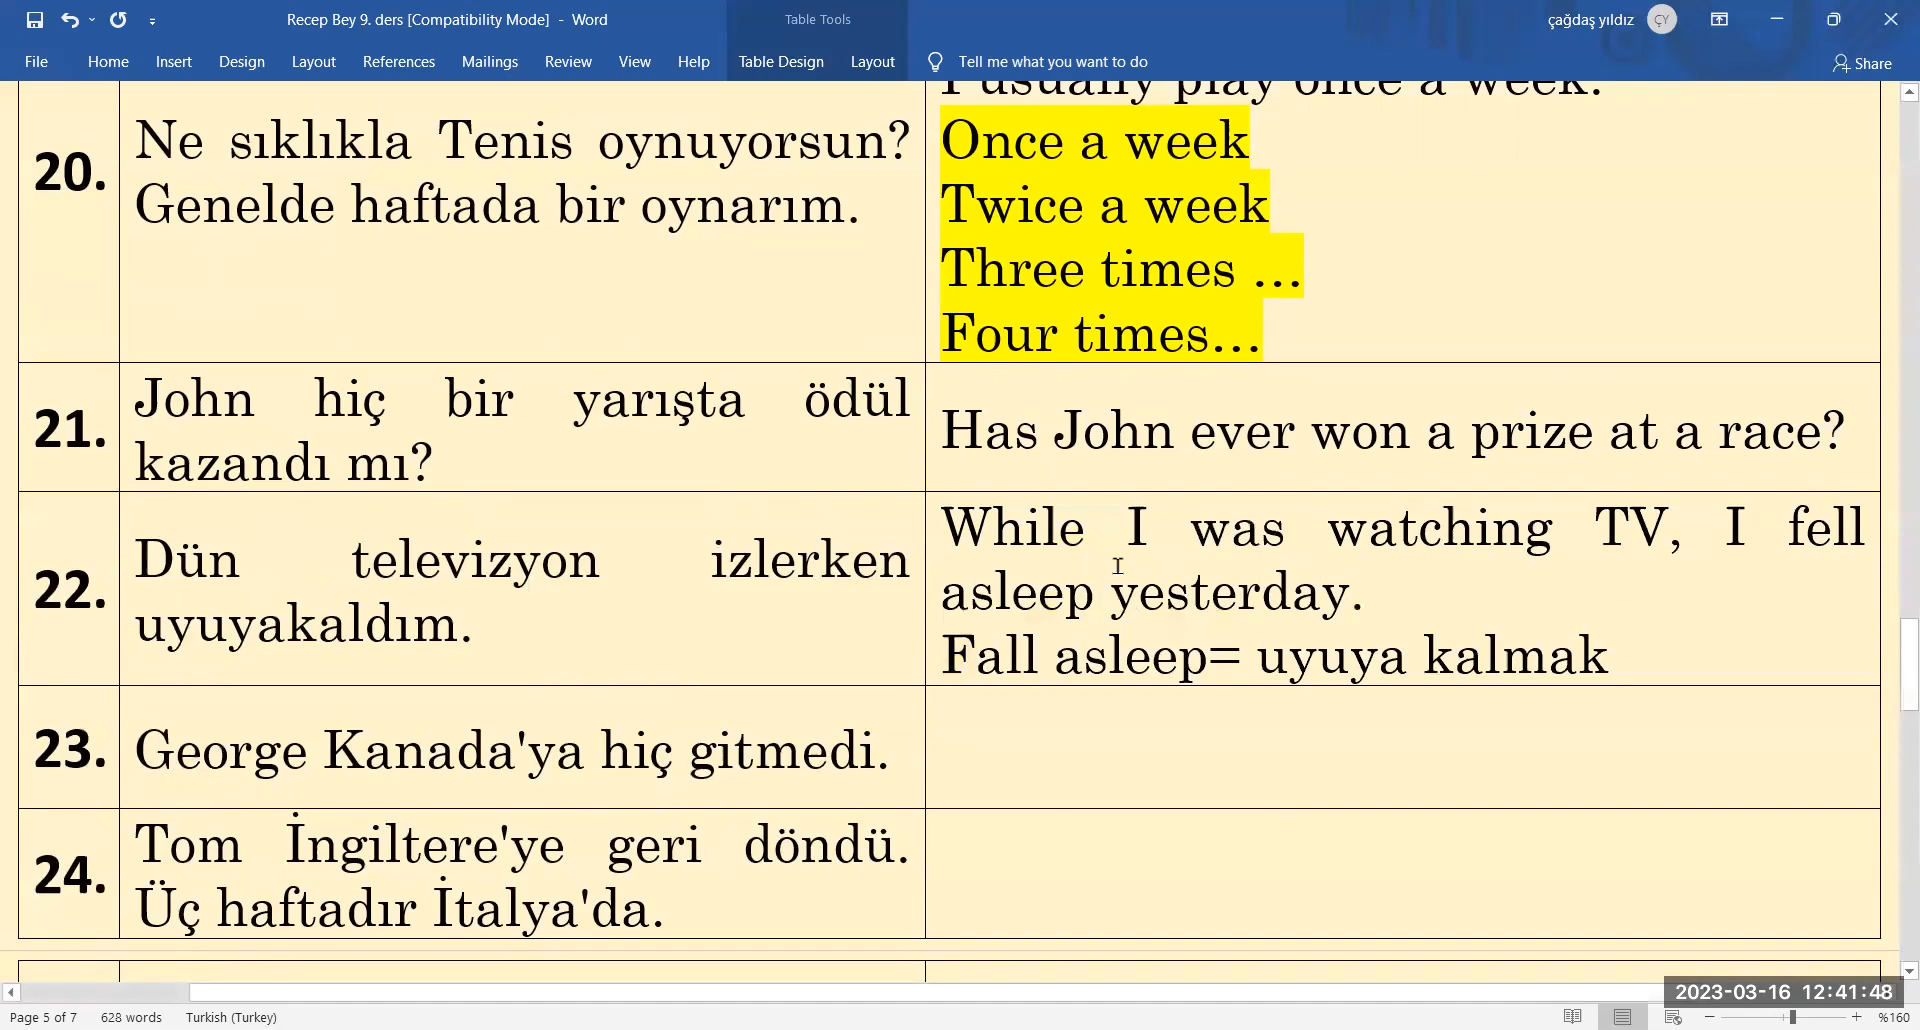 Recep Bey 9. ders [Compatibility Mode] - Word
Table Tools
çağdaş yıldız
ÇY
File Home Insert Design Layout References Mailings Review View Help Table Design Layout Tell me what you want to do
Share
I usually play once a week.
20.
Ne sıklıkla Tenis oynuyorsun?
Genelde haftada bir oynarım.
Once a week
Twice a week
Three times ...
Four times...
21.
John hiç bir yarışta ödül
kazandı mı?
Has John ever won a prize at a race?
22.
Dün televizyon izlerken
uyuyakaldım.
While I was watching TV, I fell
asleep yesterday.
Fall asleep= uyuya kalmak
23.
George Kanada'ya hiç gitmedi.
24.
Tom İngiltere'ye geri döndü.
Üç haftadır İtalya'da.
2023-03-16 12:41:48
Page 5 of 7 628 words Turkish (Turkey)
%160